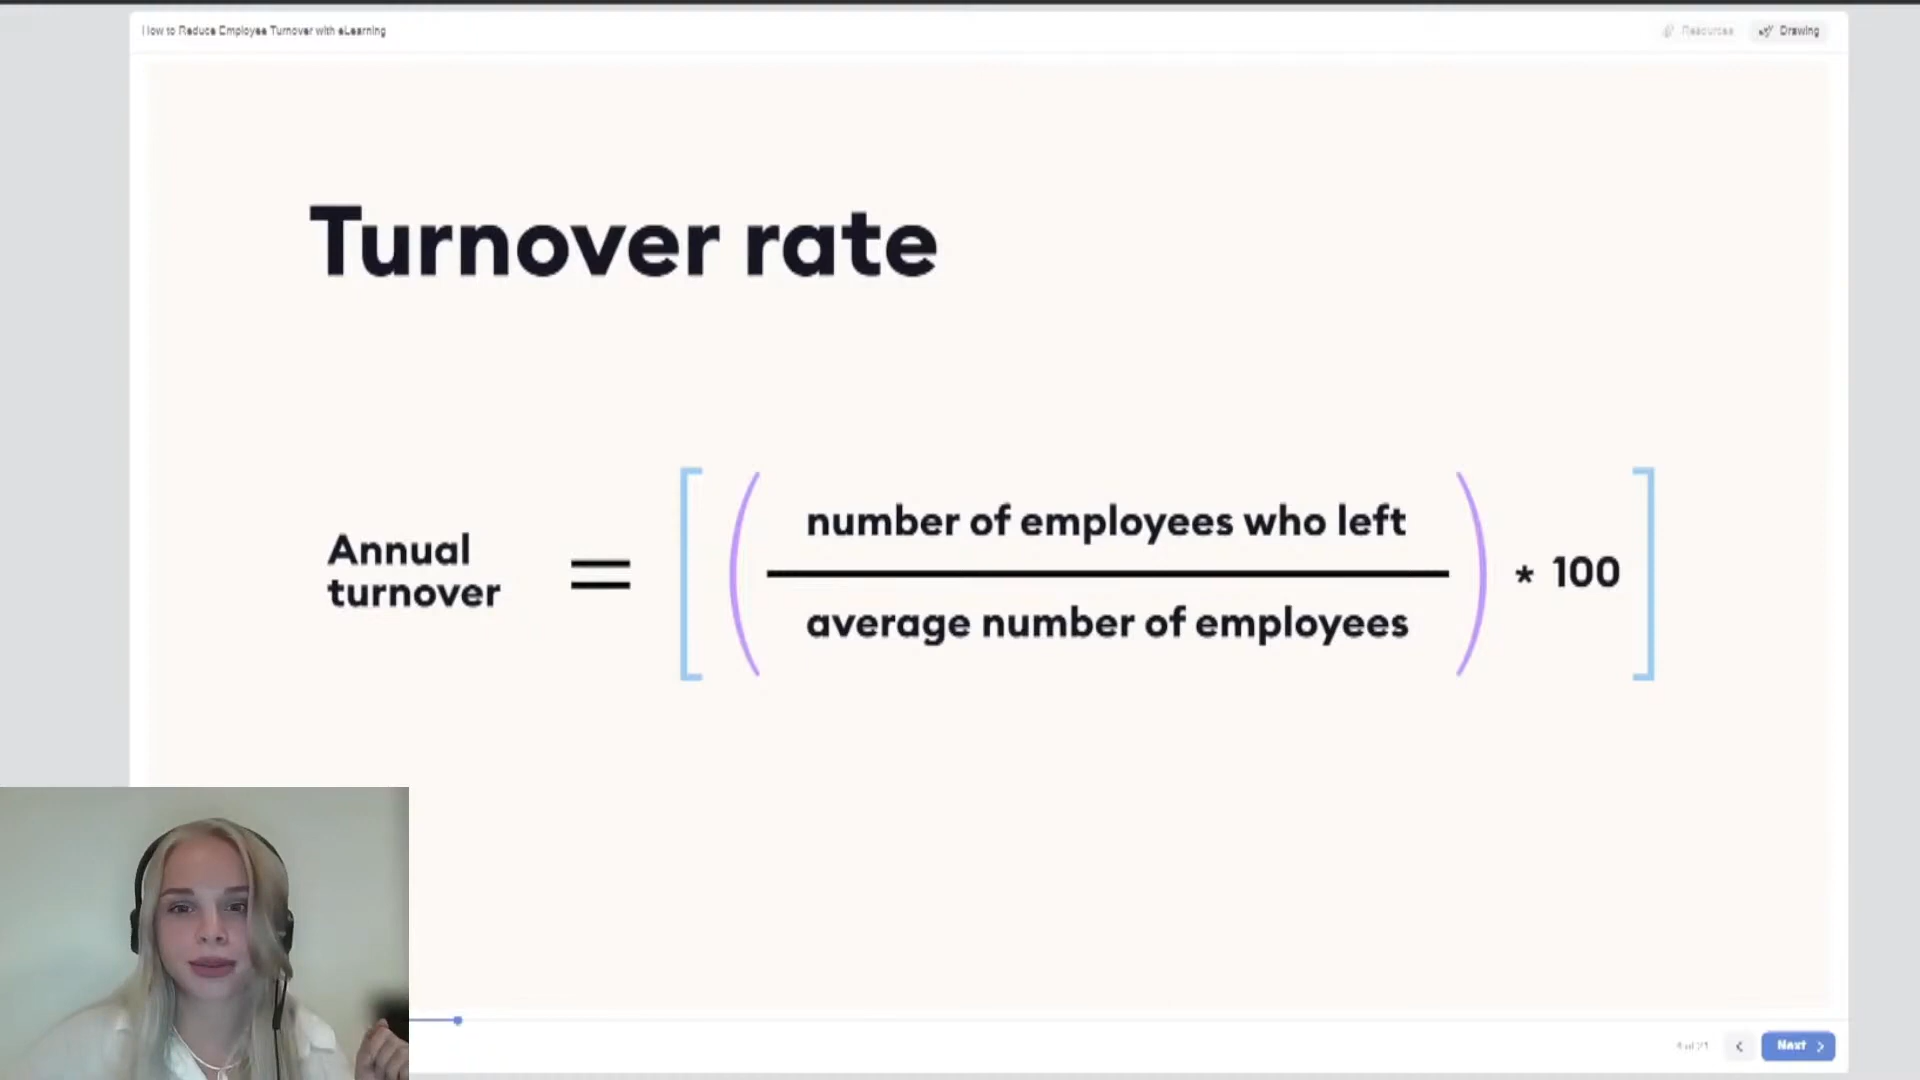 How to Reduce Employee Turnover with eLearning
Resources
Drawing
Turnover rate
Annual
turnover
=
number of employees who left
average number of employees
* 100
Next